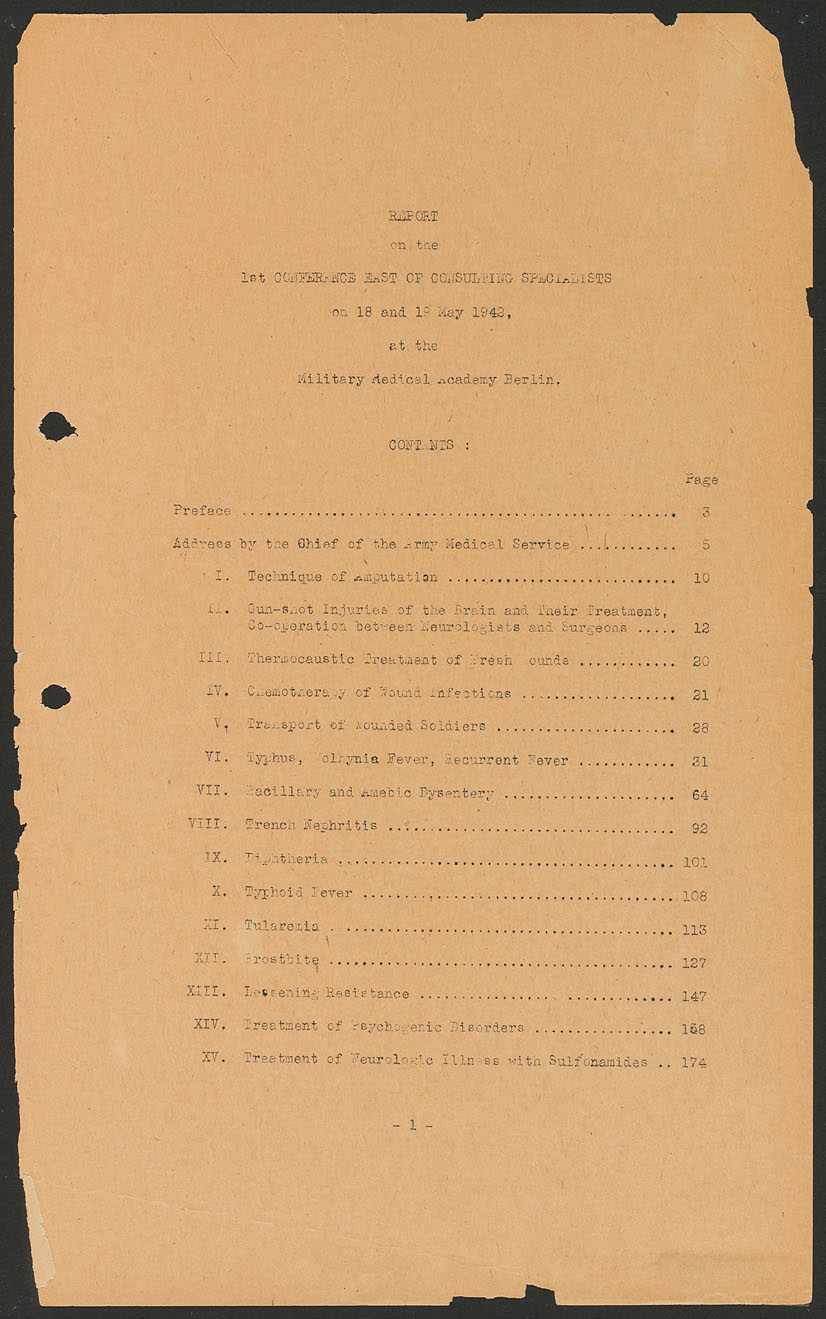 REPORT
on the
1st CONFERENCE EAST OF CONSULTING SPECIALISTS
on 18 and 19 May 1942,
at the
Military Medical Academy Berlin.
CONTENTS :
Page
Preface ........................................ 3
Address by the Chief of the Army Medical Service ............ 5
I. Technique of Amputation ............................ 10
II. Gun-shot Injuries of the Brain and Their Treatment,
Co-operation between Neurologists and Surgeons ..... 12
III. Thermocaustic Treatment of Fresh Wounds ............ 20
IV. Chemotherapy of Wound Infections ................... 21
V. Transport of Wounded Soldiers ...................... 28
VI. Typhus, Volhynia Fever, Recurrent Fever ............ 31
VII. Bacillary and Amebic Dysentery ..................... 64
VIII. Trench Nephritis ................................... 92
IX. Diphtheria ......................................... 101
X. Typhoid Fever ...................................... 108
XI. Tularemia .......................................... 113
XII. Frostbite .......................................... 127
XIII. Lessening Resistance ............................... 147
XIV. Treatment of Psychogenic Disorders ................. 158
XV. Treatment of Neurologic Illness with Sulfonamides .. 174
- 1 -